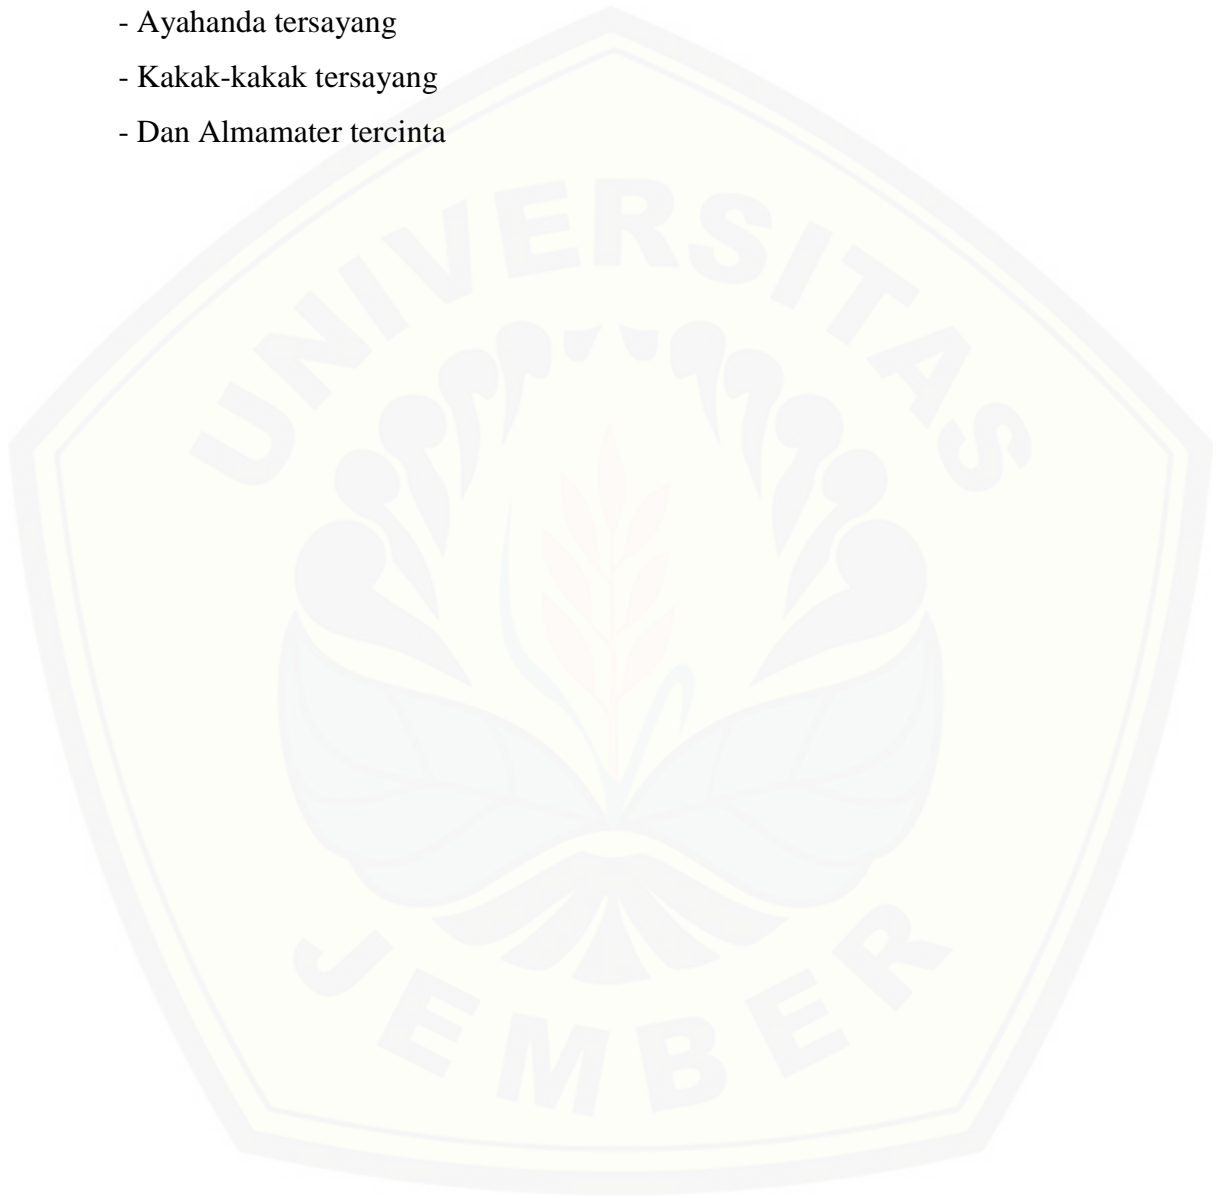 - Ayahanda tersayang
- Kakak-kakak tersayang
- Dan Almamater tercinta
UNIVERSITAS
JEMBER